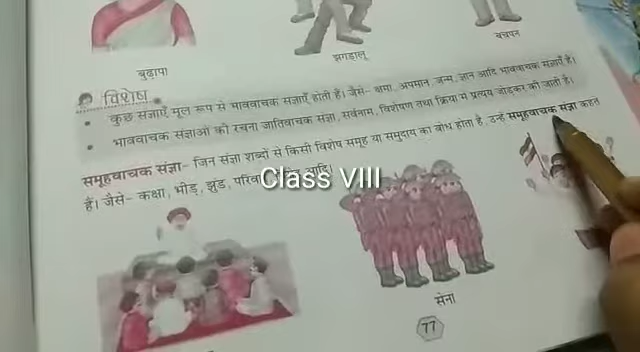 बुढ़ापा
झगड़ालू
बचपन
विशेष
• कुछ संज्ञाएँ मूल रूप से भाववाचक संज्ञाएँ होती हैं। जैसे- क्षमा, अपमान, जन्म, ज्ञान आदि भाववाचक संज्ञाएँ हैं।
• भाववाचक संज्ञाओं की रचना जातिवाचक संज्ञा, सर्वनाम, विशेषण तथा क्रिया में प्रत्यय जोड़कर की जाती है।
समूहवाचक संज्ञा- जिन संज्ञा शब्दों से किसी विशेष समूह या समुदाय का बोध होता है, उन्हें समूहवाचक संज्ञा कहते
हैं। जैसे- कक्षा, भीड़, झुंड, परिवार, आदि।
Class VIII
सेना
77